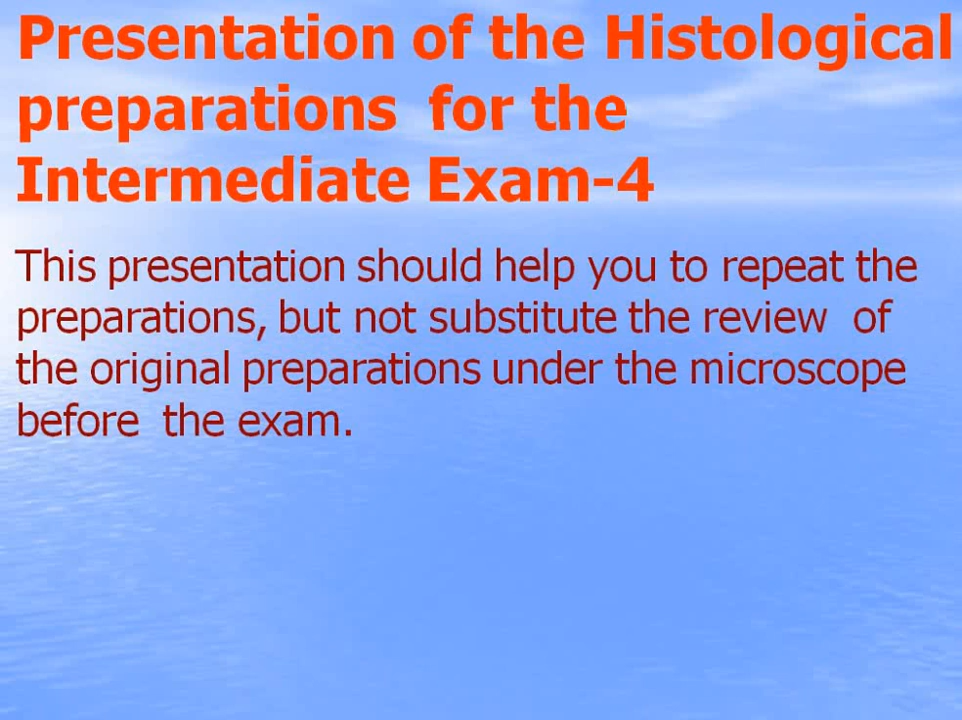 Presentation of the Histological
preparations for the
Intermediate Exam-4
This presentation should help you to repeat the
preparations, but not substitute the review of
the original preparations under the microscope
before the exam.